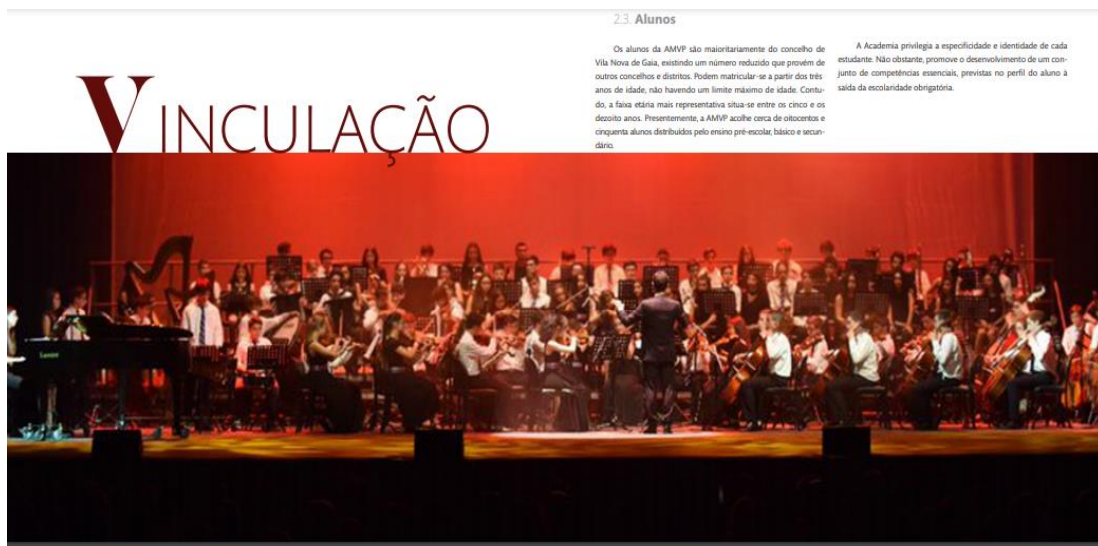 VINCULAÇÃO
2.3. Alunos
Os alunos da AMVP são maioritariamente do concelho de
Vila Nova de Gaia, existindo um número reduzido que provém de
outros concelhos e distritos. Podem matricular-se a partir dos três
anos de idade, não havendo um limite máximo de idade. Contu-
do, a faixa etária mais representativa situa-se entre os cinco e os
dezoito anos. Presentemente, a AMVP acolhe cerca de oitocentos e
cinquenta alunos distribuídos pelo ensino pré-escolar, básico e secun-
dário.
A Academia privilegia a especificidade e identidade de cada
estudante. Não obstante, promove o desenvolvimento de um con-
junto de competências essenciais, previstas no perfil do aluno à
saída da escolaridade obrigatória.